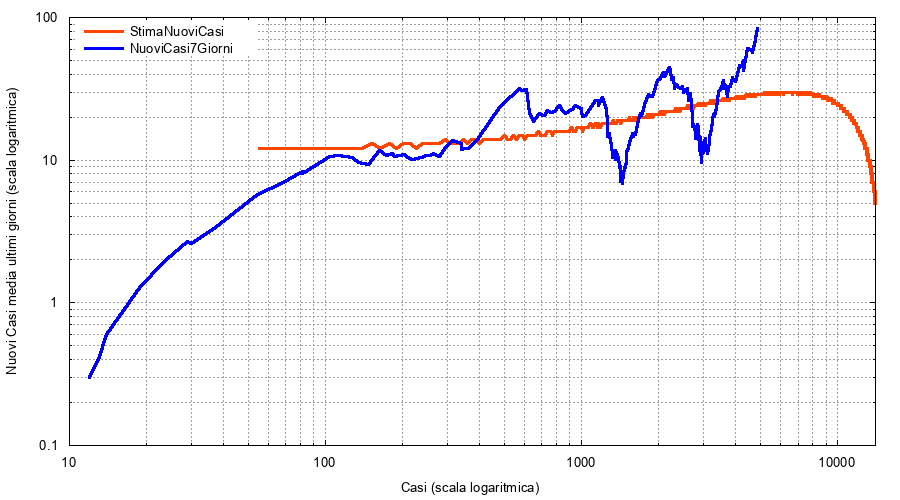 StimaNuoviCasi
NuoviCasi7Giorni
100
10
1
0.1
Nuovi Casi media ultimi giorni (scala logaritmica)
10
100
1000
10000
Casi (scala logaritmica)